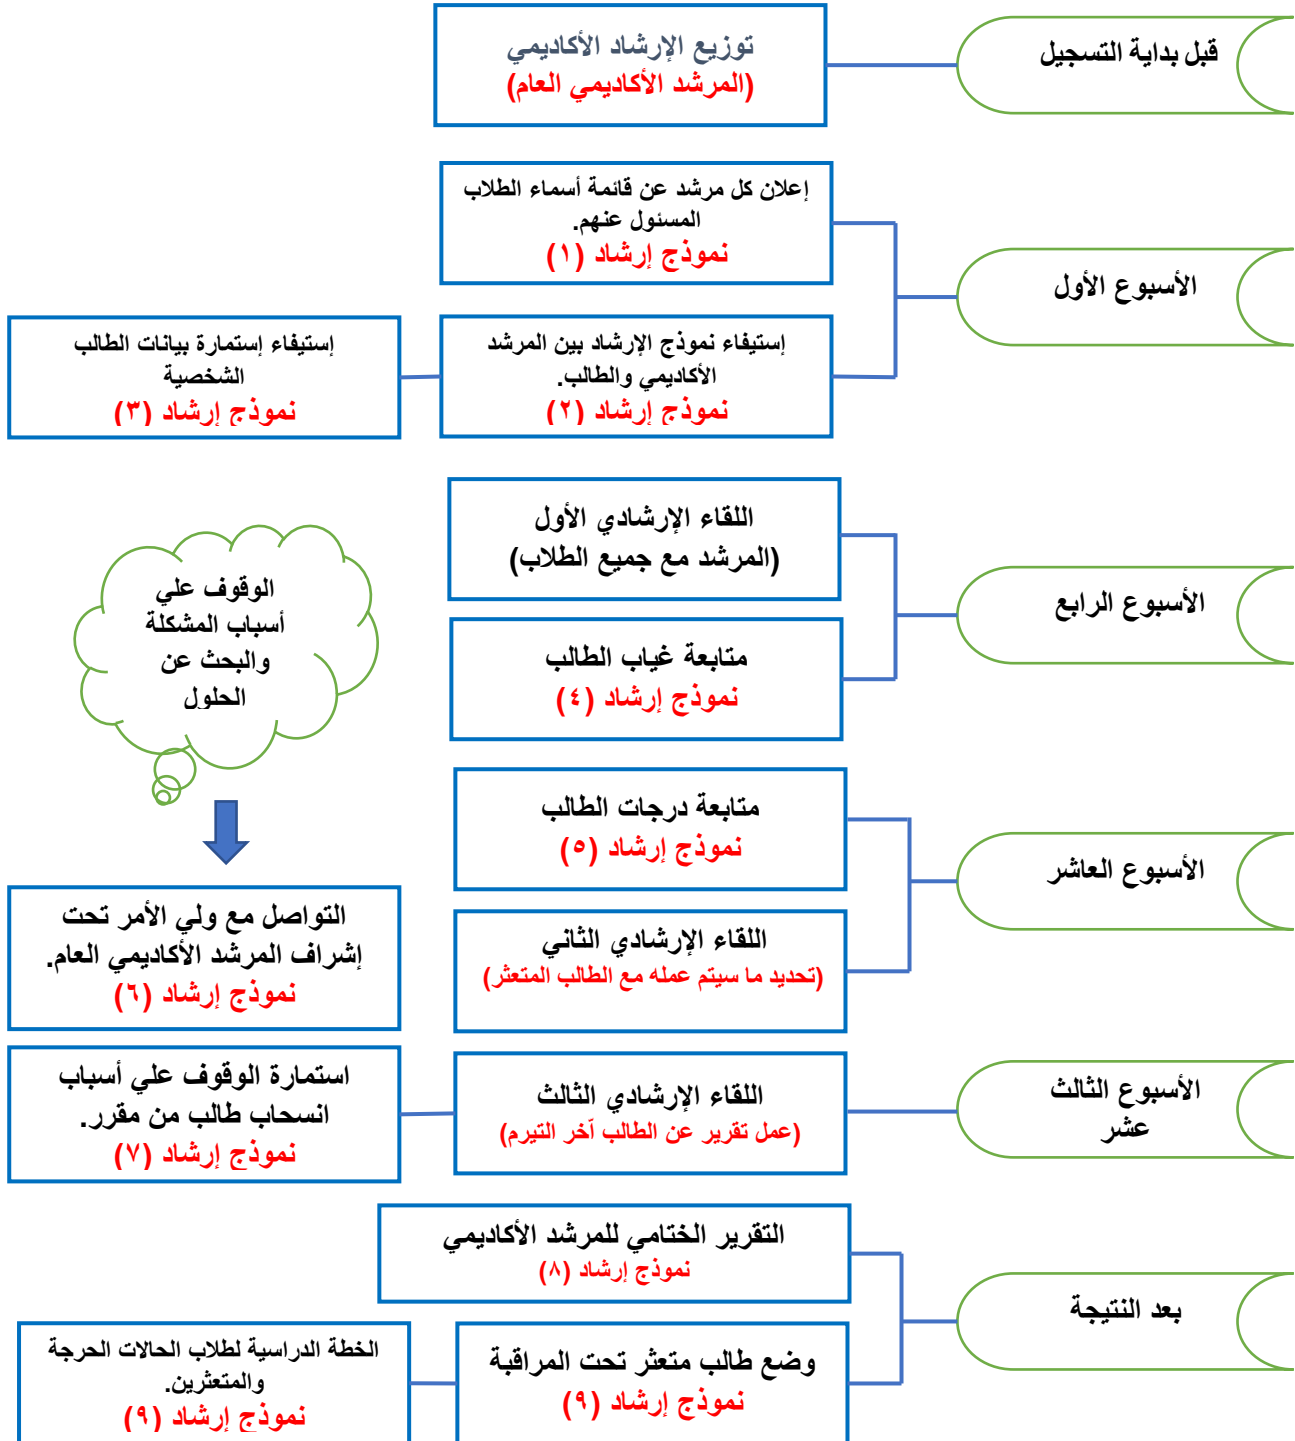 قبل بداية التسجيل
توزيع الإرشاد الأكاديمي
(المرشد الأكاديمي العام)
الأسبوع الأول
إعلان كل مرشد عن قائمة أسماء الطلاب
المسئول عنهم.
نموذج إرشاد (١)
إستيفاء نموذج الإرشاد بين المرشد
الأكاديمي والطالب.
نموذج إرشاد (٢)
إستيفاء إستمارة بيانات الطالب
الشخصية
نموذج إرشاد (٣)
الأسبوع الرابع
اللقاء الإرشادي الأول
(المرشد مع جميع الطلاب)
متابعة غياب الطالب
نموذج إرشاد (٤)
الوقوف علي
أسباب المشكلة
والبحث عن
الحلول
الأسبوع العاشر
متابعة درجات الطالب
نموذج إرشاد (٥)
اللقاء الإرشادي الثاني
(تحديد ما سيتم عمله مع الطالب المتعثر)
التواصل مع ولي الأمر تحت
إشراف المرشد الأكاديمي العام.
نموذج إرشاد (٦)
الأسبوع الثالث
عشر
اللقاء الإرشادي الثالث
(عمل تقرير عن الطالب آخر التيرم)
استمارة الوقوف علي أسباب
انسحاب طالب من مقرر.
نموذج إرشاد (٧)
بعد النتيجة
التقرير الختامي للمرشد الأكاديمي
نموذج إرشاد (٨)
وضع طالب متعثر تحت المراقبة
نموذج إرشاد (٩)
الخطة الدراسية لطلاب الحالات الحرجة
والمتعثرين.
نموذج إرشاد (٩)